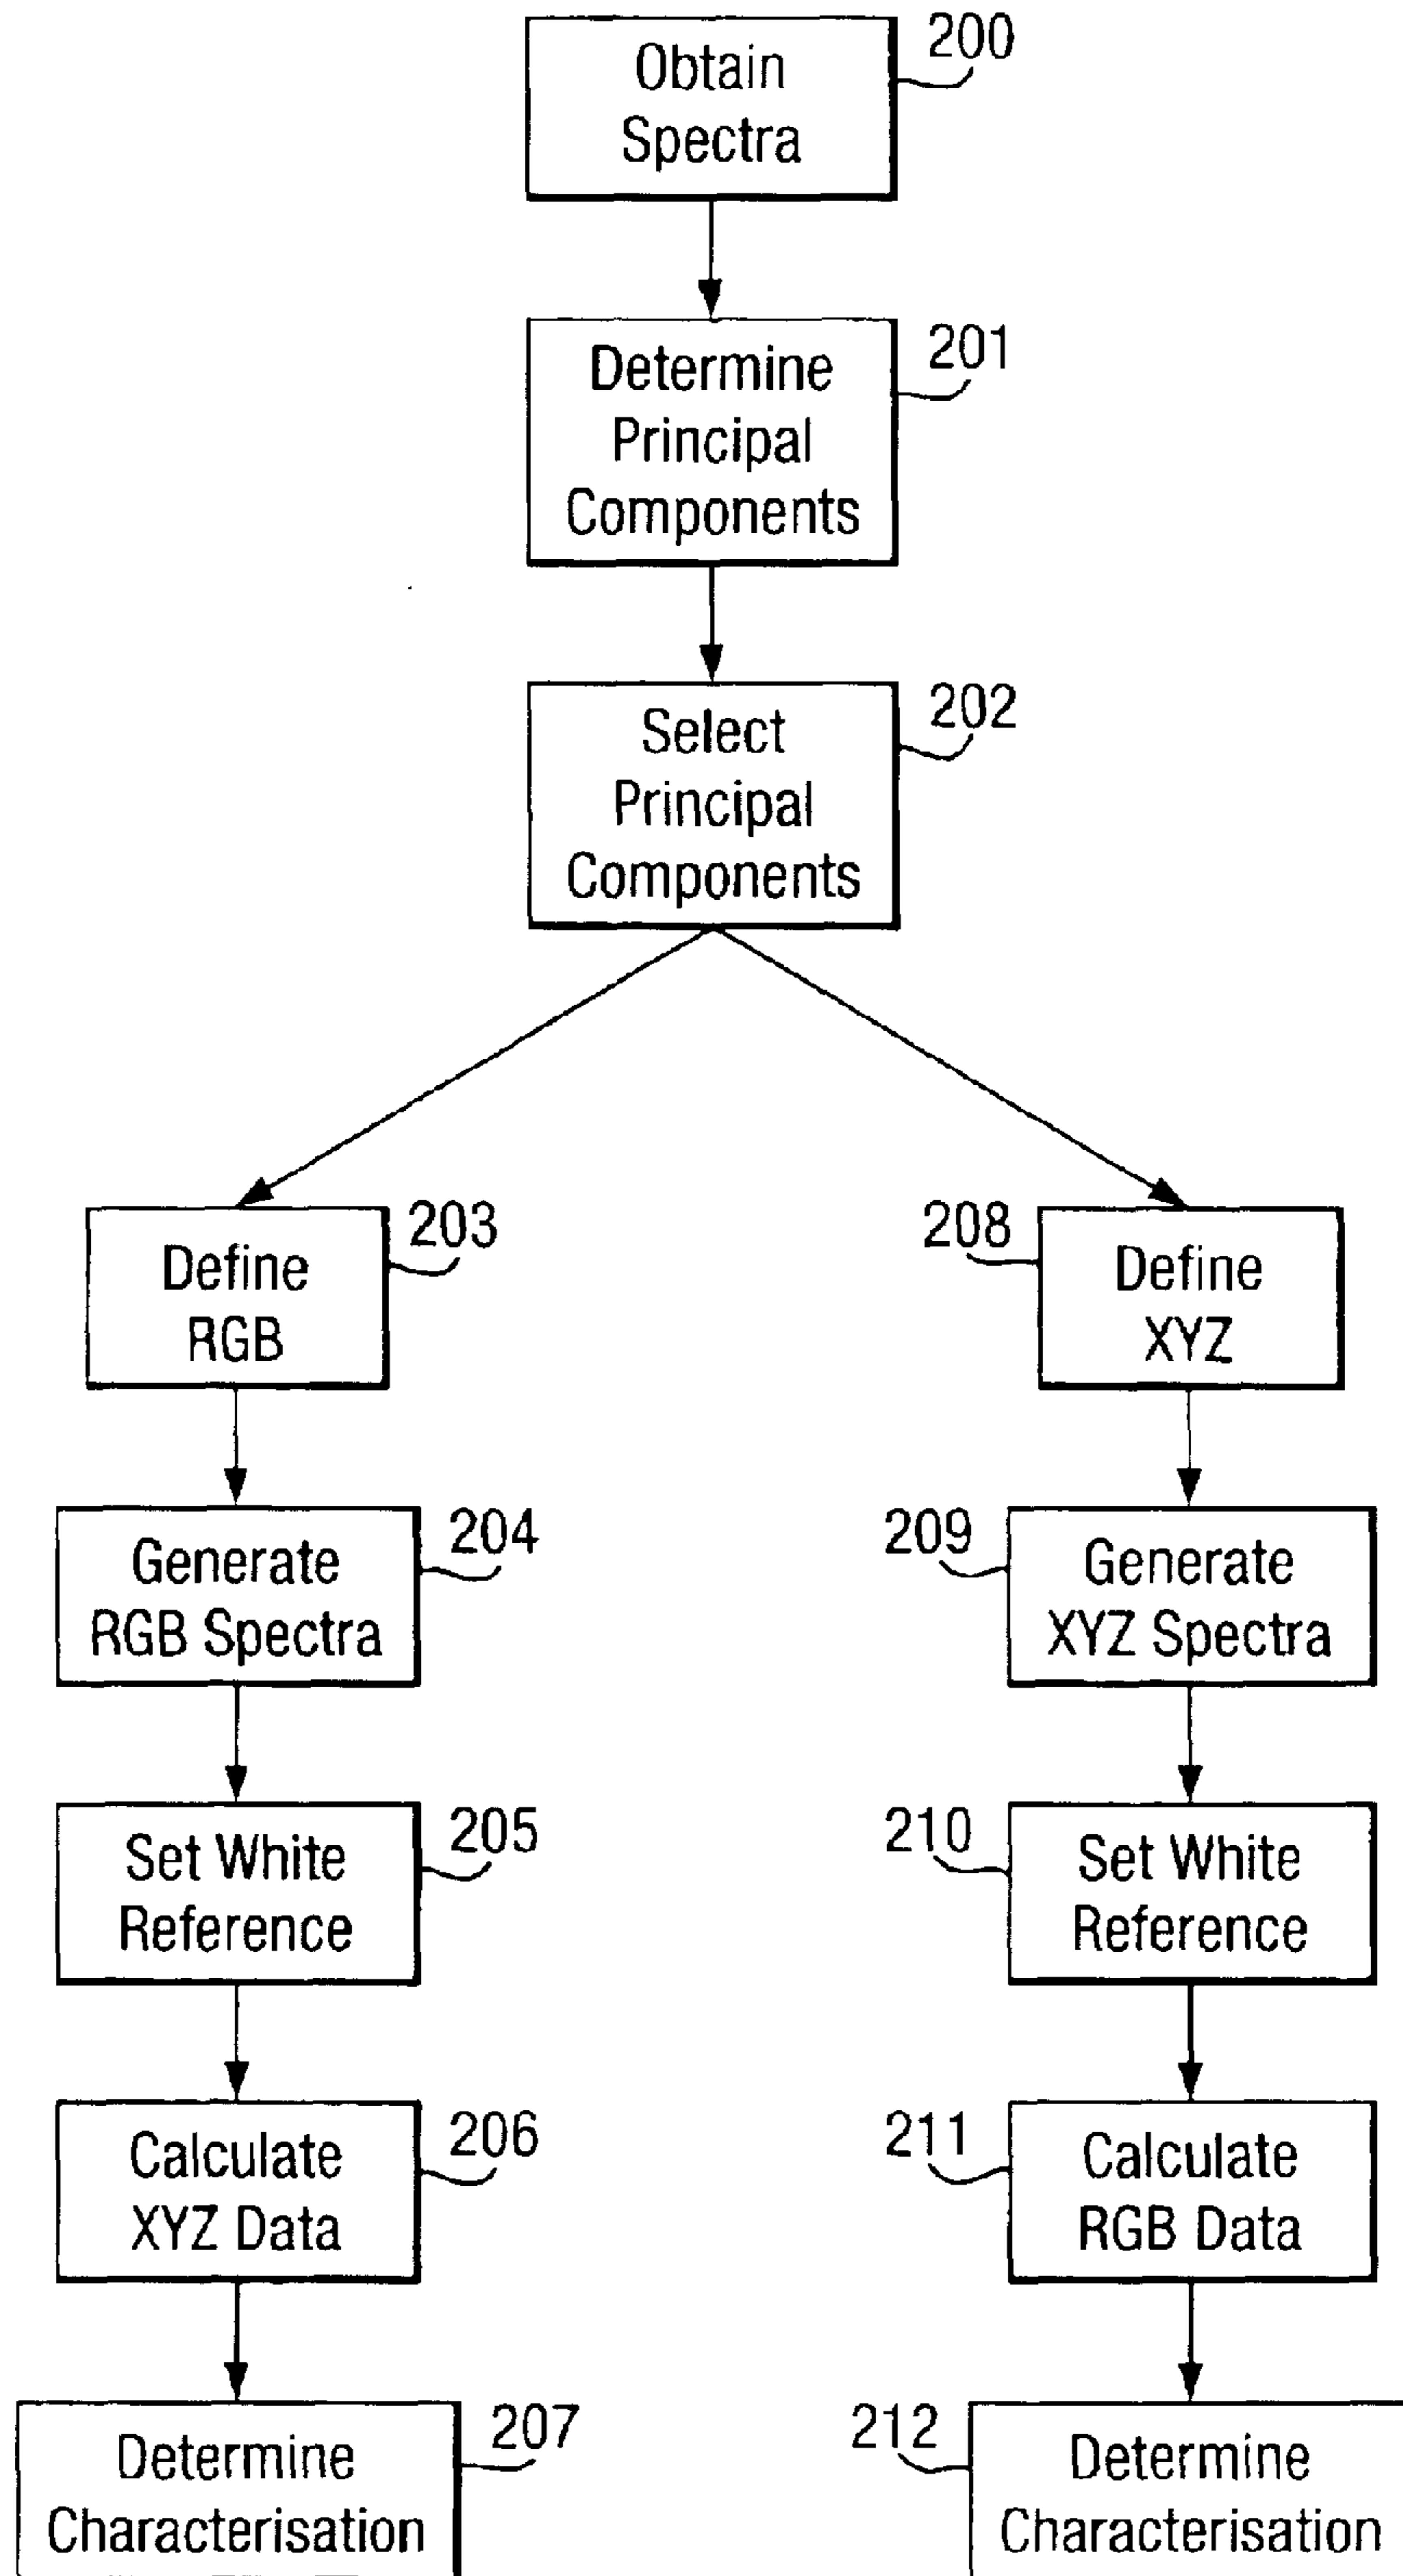 200
Obtain
Spectra
201
Determine
Principal
Components
202
Select
Principal
Components
203
Define
RGB
204
Generate
RGB Spectra
205
Set White
Reference
206
Calculate
XYZ Data
207
Determine
Characterisation
208
Define
XYZ
209
Generate
XYZ Spectra
210
Set White
Reference
211
Calculate
RGB Data
212
Determine
Characterisation